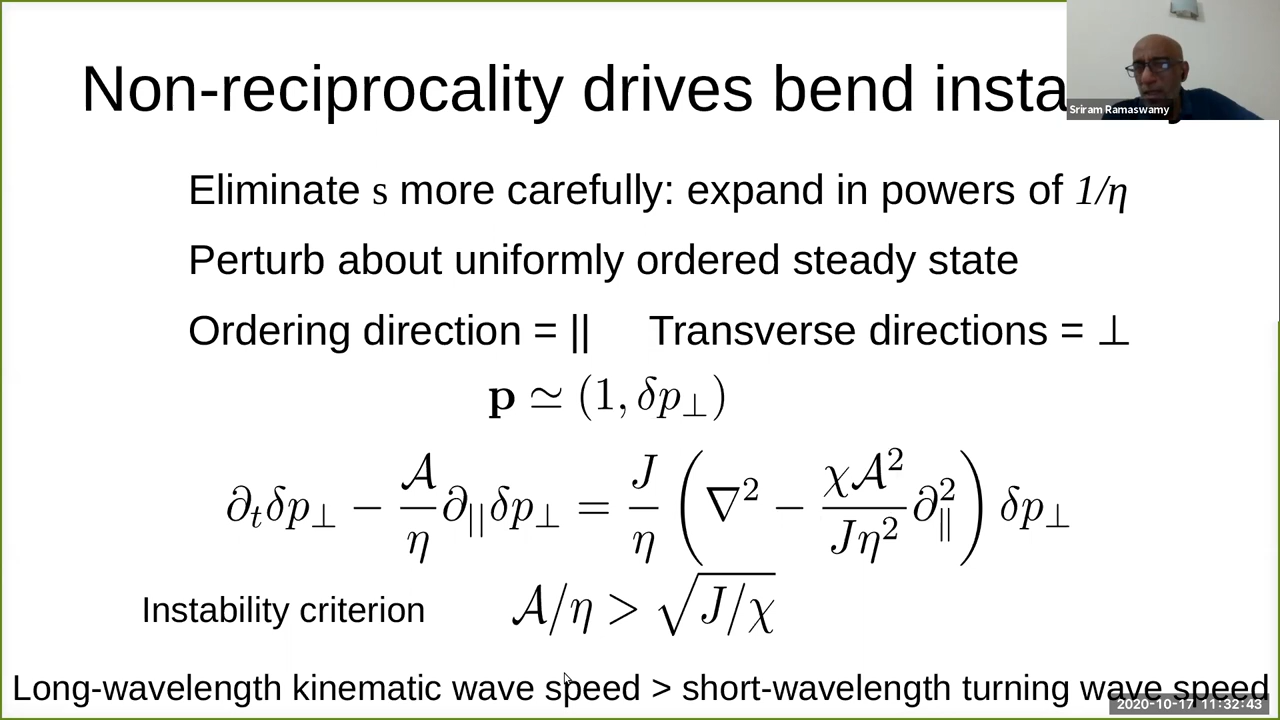 Non-reciprocality drives bend insta
Sriram Ramaswamy
Eliminate s more carefully: expand in powers of 1/η
Perturb about uniformly ordered steady state
Ordering direction = || Transverse directions = ⊥
𝐩 ≃ (1, δp⊥)
∂ₜδp⊥ − 𝒜/η ∂_{||}δp⊥ = J/η (∇² − χ𝒜²/Jη² ∂²_∥) δp⊥
Instability criterion 𝒜/η > √(J/χ)
Long-wavelength kinematic wave speed > short-wavelength turning wave speed
2020-10-17 11:32:43